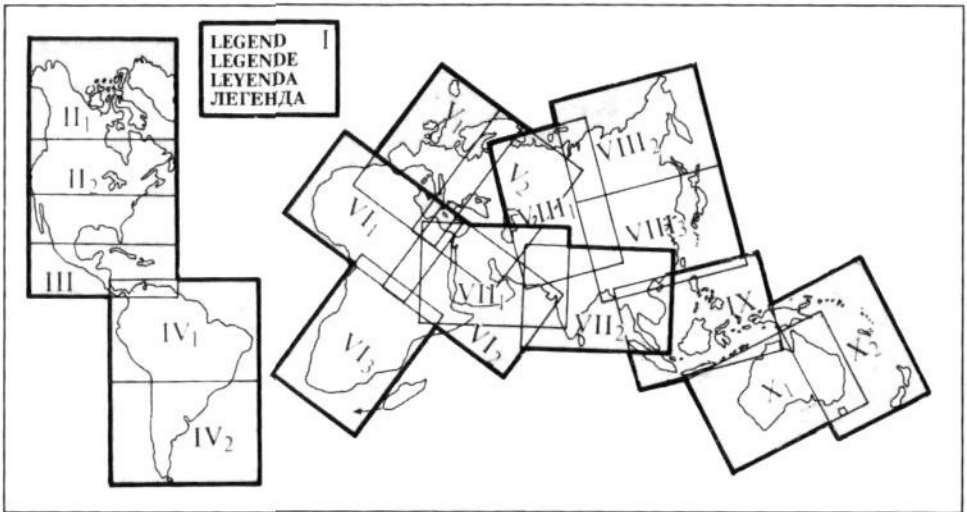 LEGEND I
LEGENDE
LEYENDA
ЛЕГЕНДА
II₁
II₂
III
IV₁
IV₂
V₁
V₂
VI₁
VI₂
VI₃
VII₁
VII₂
VIII₁
VIII₂
VIII₃
IX
X₁
X₂